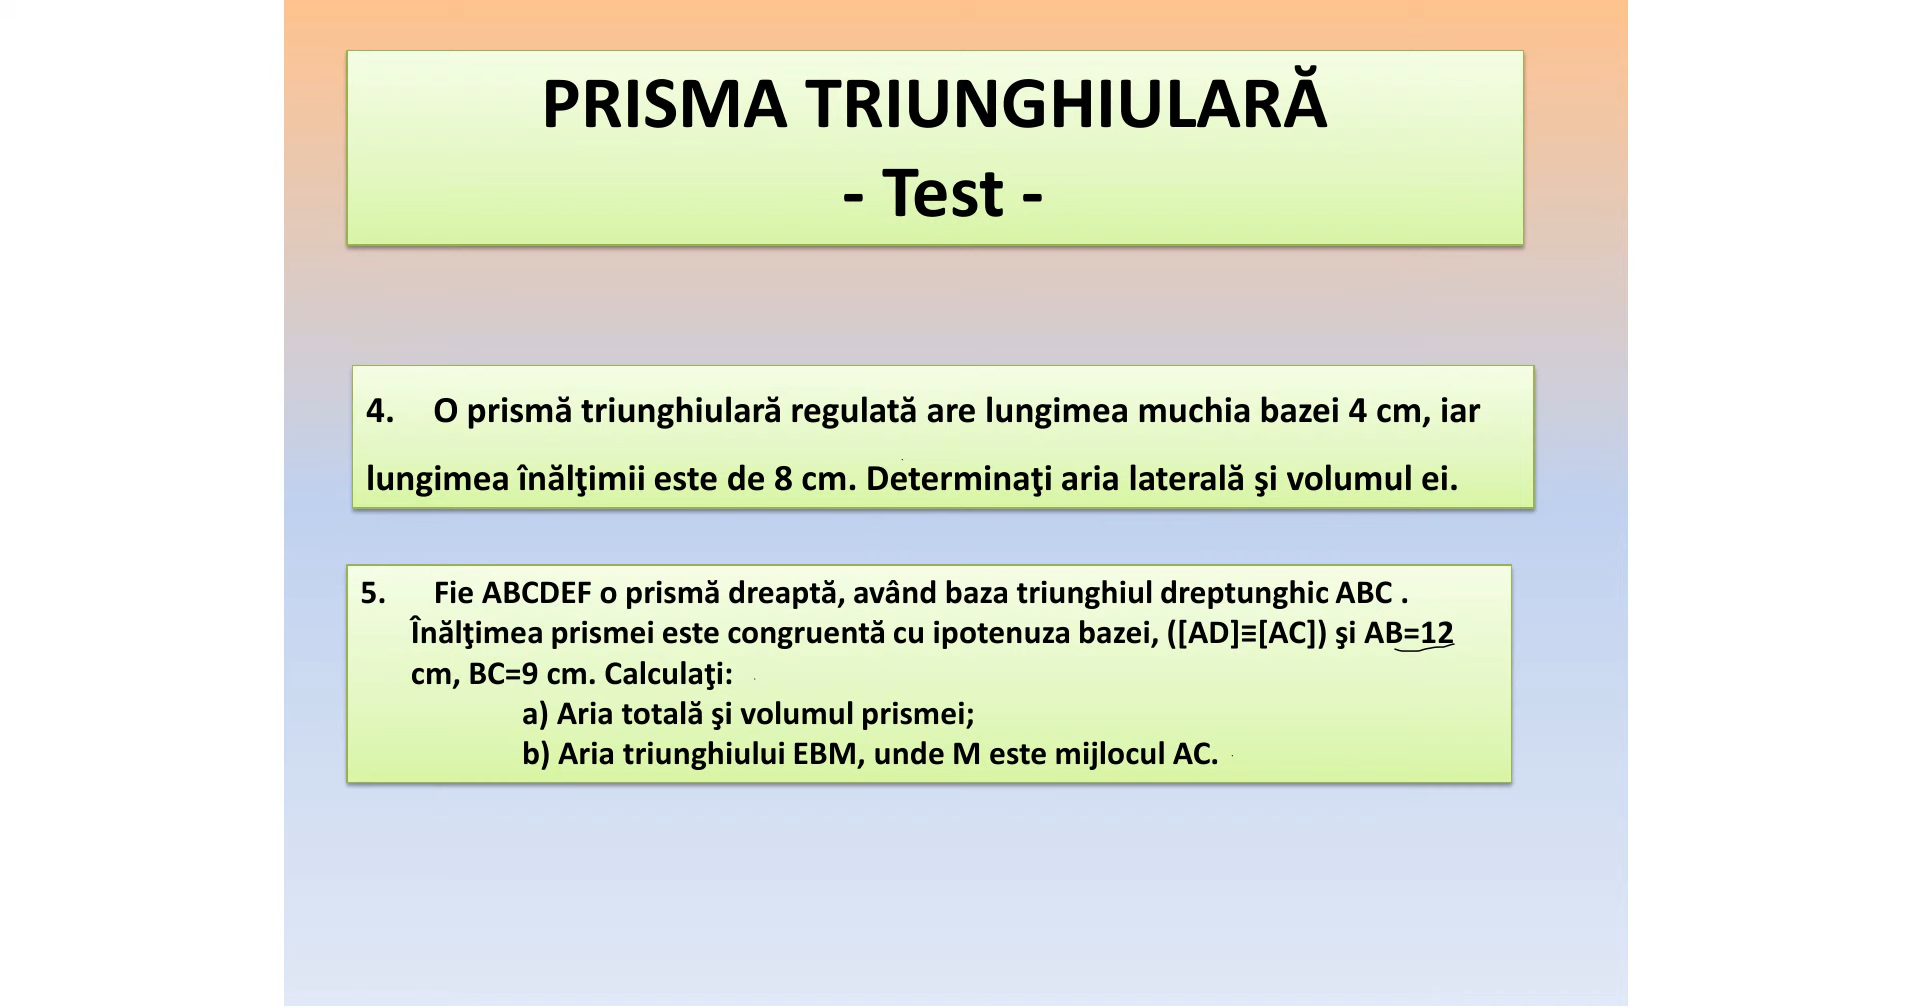 PRISMA TRIUNGHIULARĂ
- Test -
4. O prismă triunghiulară regulată are lungimea muchia bazei 4 cm, iar
lungimea înălţimii este de 8 cm. Determinaţi aria laterală şi volumul ei.
5. Fie ABCDEF o prismă dreaptă, având baza triunghiul dreptunghic ABC .
Înălţimea prismei este congruentă cu ipotenuza bazei, ([AD]≡[AC]) şi AB=12
cm, BC=9 cm. Calculaţi:
a) Aria totală şi volumul prismei;
b) Aria triunghiului EBM, unde M este mijlocul AC.